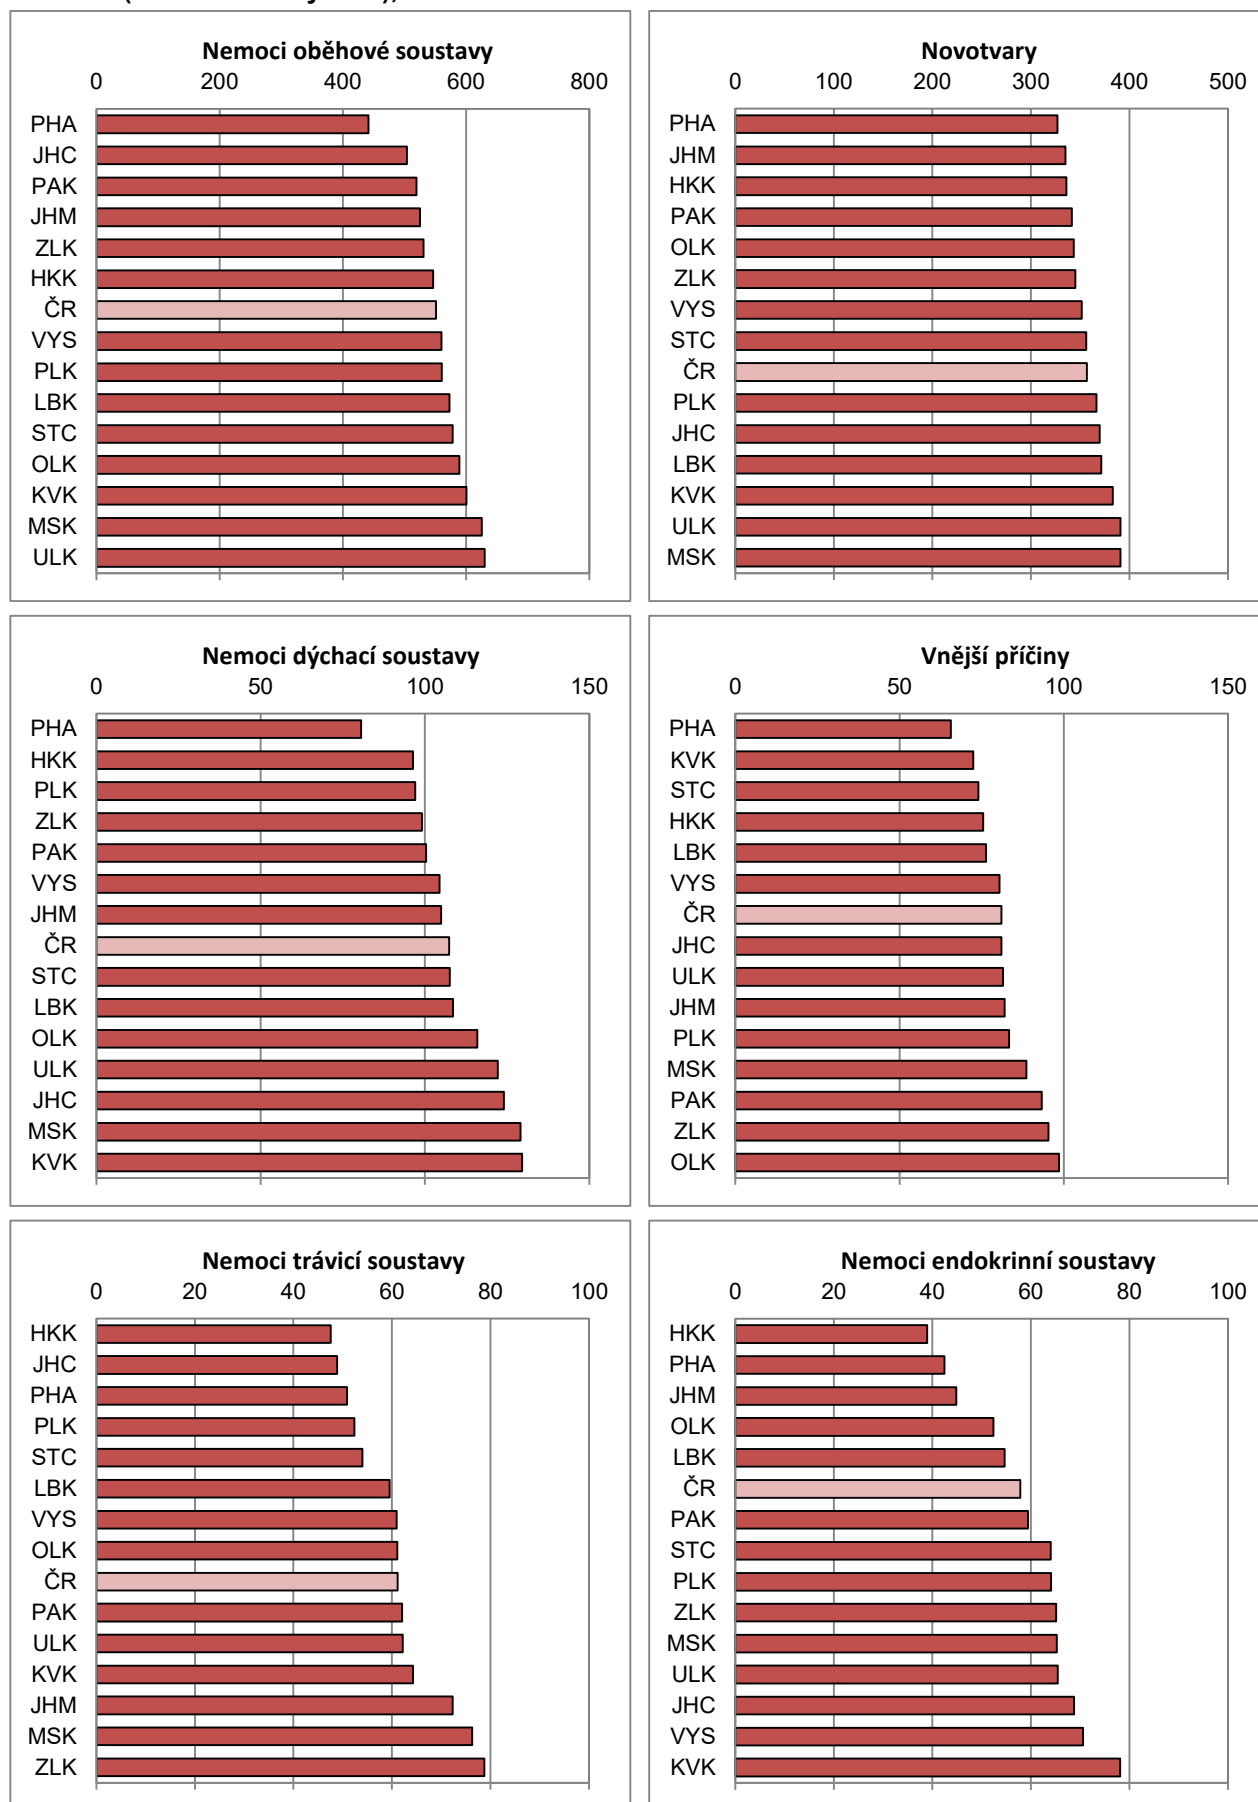 Nemoci oběhové soustavy
0 200 400 600 800
PHA
JHC
PAK
JHM
ZLK
HKK
ČR
VYS
PLK
LBK
STC
OLK
KVK
MSK
ULK
Novotvary
0 100 200 300 400 500
PHA
JHM
HKK
PAK
OLK
ZLK
VYS
STC
ČR
PLK
JHC
LBK
KVK
ULK
MSK
Nemoci dýchací soustavy
0 50 100 150
PHA
HKK
PLK
ZLK
PAK
VYS
JHM
ČR
STC
LBK
OLK
ULK
JHC
MSK
KVK
Vnější příčiny
0 50 100 150
PHA
KVK
STC
HKK
LBK
VYS
ČR
JHC
ULK
JHM
PLK
MSK
PAK
ZLK
OLK
Nemoci trávicí soustavy
0 20 40 60 80 100
HKK
JHC
PHA
PLK
STC
LBK
VYS
OLK
ČR
PAK
ULK
KVK
JHM
MSK
ZLK
Nemoci endokrinní soustavy
0 20 40 60 80 100
HKK
PHA
JHM
OLK
LBK
ČR
PAK
STC
PLK
ZLK
MSK
ULK
JHC
VYS
KVK